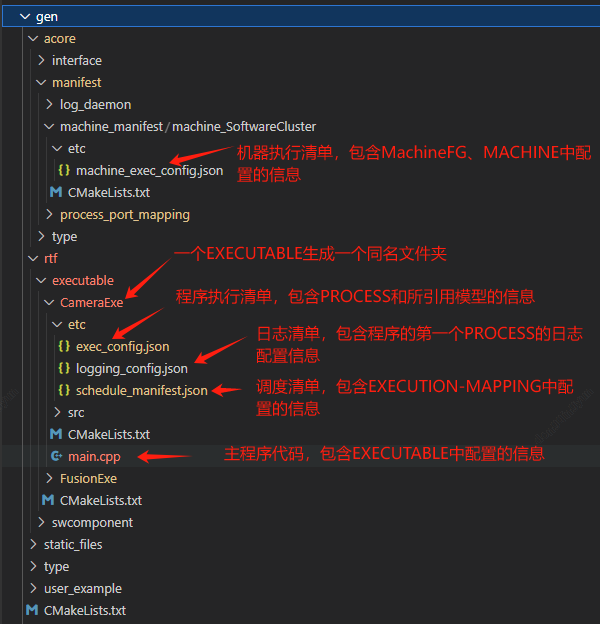 gen
acore
interface
manifest
log_daemon
machine_manifest/machine_SoftwareCluster
etc
机器执行清单，包含MachineFG、MACHINE中配
置的信息
{} machine_exec_config.json
M CMakeLists.txt
process_port_mapping
type
一个EXECUTABLE生成一个同名文件夹
rtf
executable
程序执行清单，包含PROCESS和所引用模型的信息
CameraExe
etc
日志清单，包含程序的第一个PROCESS的日志
配置信息
{} exec_config.json
{} logging_config.json
调度清单，包含EXECUTION-MAPPING中配
置的信息
{} schedule_manifest.json
src
M CMakeLists.txt
main.cpp
主程序代码，包含EXECUTABLE中配置的信息
FusionExe
M CMakeLists.txt
swcomponent
static_files
type
user_example
M CMakeLists.txt